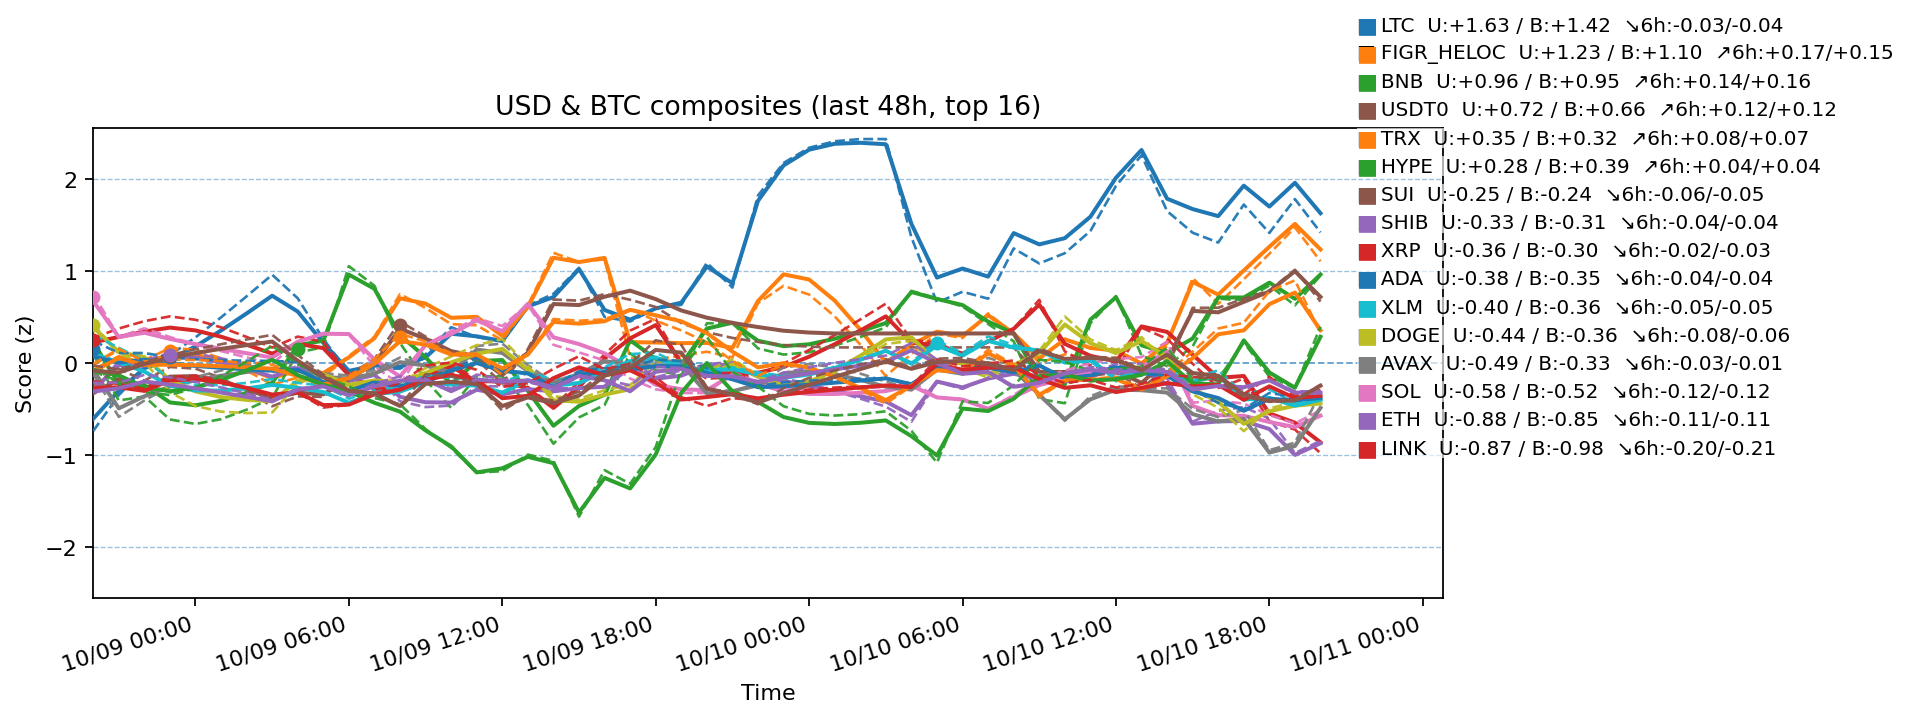 LTC  U:+1.63 / B:+1.42  ↘6h:-0.03/-0.04
FIGR_HELOC  U:+1.23 / B:+1.10  ↗6h:+0.17/+0.15
BNB  U:+0.96 / B:+0.95  ↗6h:+0.14/+0.16
USDT0  U:+0.72 / B:+0.66  ↗6h:+0.12/+0.12
TRX  U:+0.35 / B:+0.32  ↗6h:+0.08/+0.07
HYPE  U:+0.28 / B:+0.39  ↗6h:+0.04/+0.04
SUI  U:-0.25 / B:-0.24  ↘6h:-0.06/-0.05
SHIB  U:-0.33 / B:-0.31  ↘6h:-0.04/-0.04
XRP  U:-0.36 / B:-0.30  ↘6h:-0.02/-0.03
ADA  U:-0.38 / B:-0.35  ↘6h:-0.04/-0.04
XLM  U:-0.40 / B:-0.36  ↘6h:-0.05/-0.05
DOGE  U:-0.44 / B:-0.36  ↘6h:-0.08/-0.06
AVAX  U:-0.49 / B:-0.33  ↘6h:-0.03/-0.01
SOL  U:-0.58 / B:-0.52  ↘6h:-0.12/-0.12
ETH  U:-0.88 / B:-0.85  ↘6h:-0.11/-0.11
LINK  U:-0.87 / B:-0.98  ↘6h:-0.20/-0.21
USD & BTC composites (last 48h, top 16)
Score (z)
2
1
0
−1
−2
10/09 00:00
10/09 06:00
10/09 12:00
10/09 18:00
10/10 00:00
10/10 06:00
10/10 12:00
10/10 18:00
10/11 00:00
Time